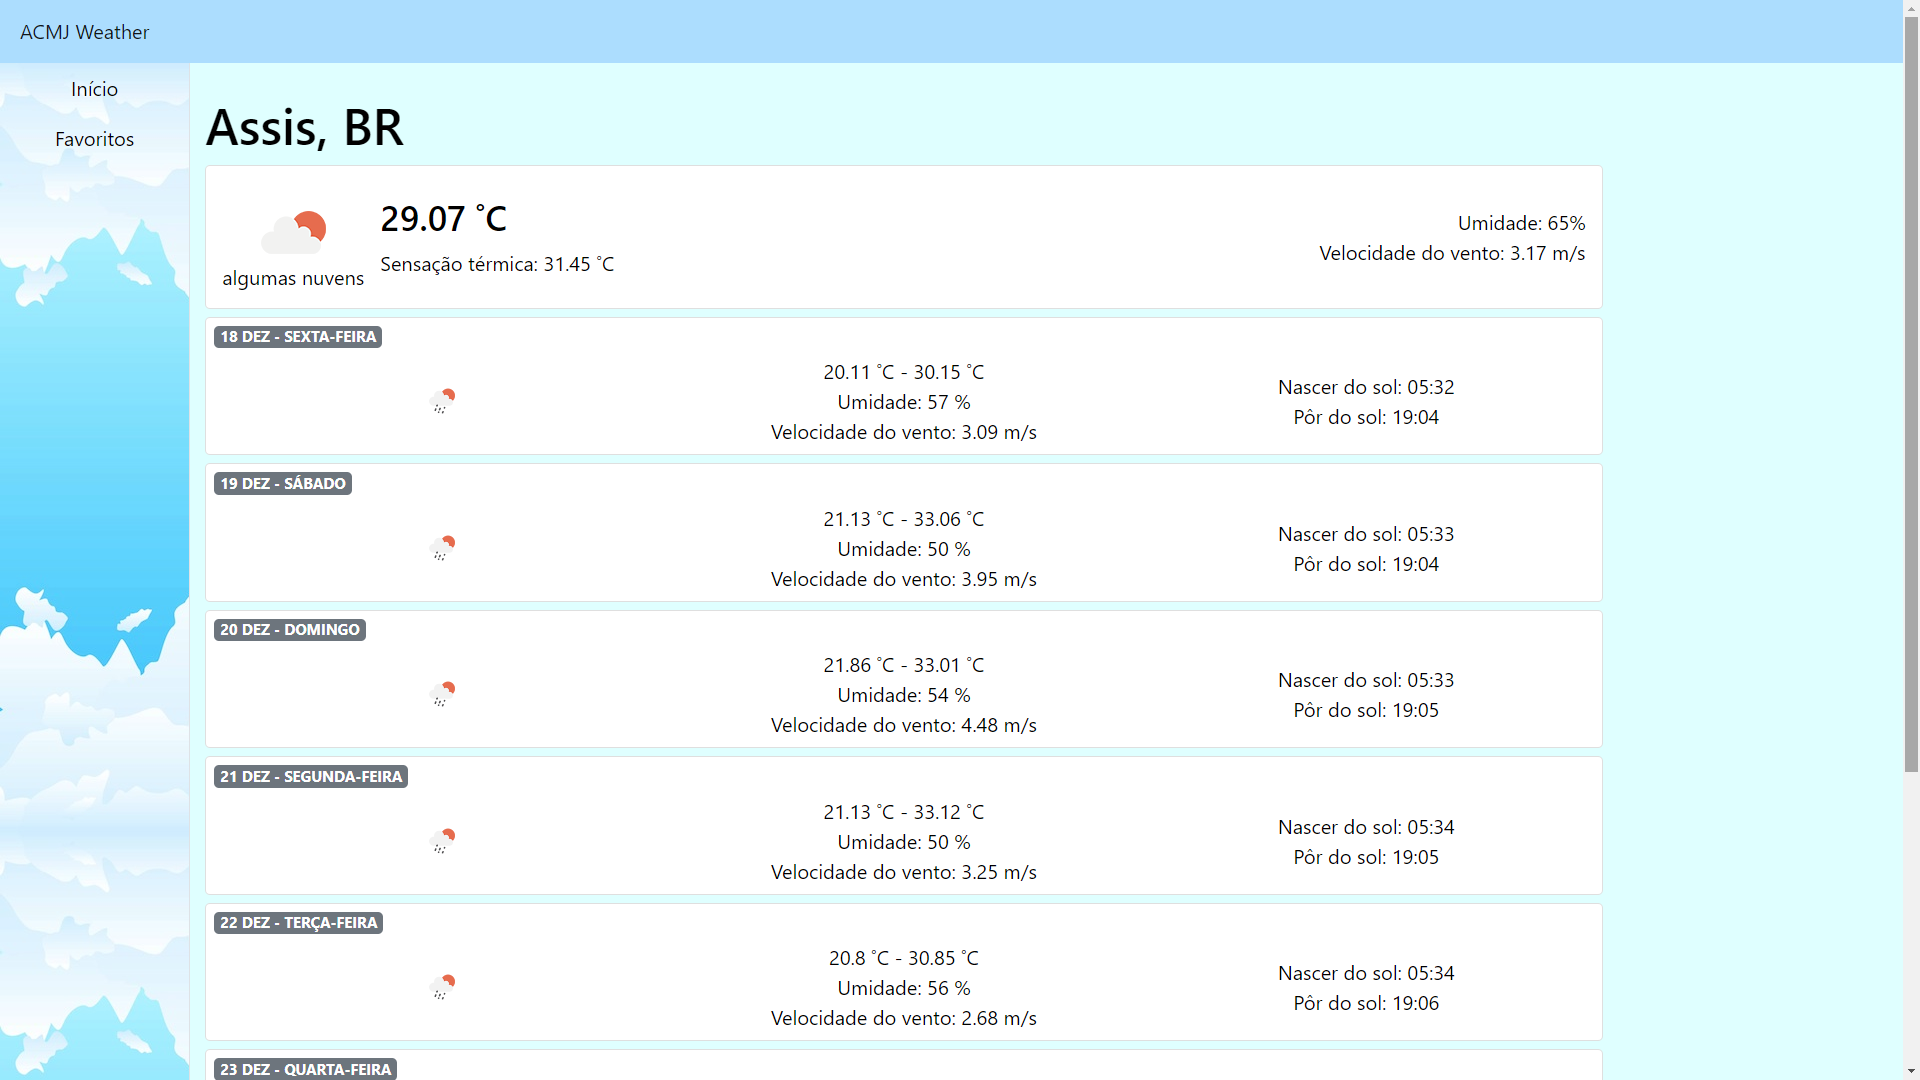 ACMJ Weather
Início
Favoritos
Assis, BR
algumas nuvens
29.07 °C
Sensação térmica: 31.45 °C
Umidade: 65%
Velocidade do vento: 3.17 m/s
18 DEZ - SEXTA-FEIRA
20.11 °C - 30.15 °C
Umidade: 57 %
Velocidade do vento: 3.09 m/s
Nascer do sol: 05:32
Pôr do sol: 19:04
19 DEZ - SÁBADO
21.13 °C - 33.06 °C
Umidade: 50 %
Velocidade do vento: 3.95 m/s
Nascer do sol: 05:33
Pôr do sol: 19:04
20 DEZ - DOMINGO
21.86 °C - 33.01 °C
Umidade: 54 %
Velocidade do vento: 4.48 m/s
Nascer do sol: 05:33
Pôr do sol: 19:05
21 DEZ - SEGUNDA-FEIRA
21.13 °C - 33.12 °C
Umidade: 50 %
Velocidade do vento: 3.25 m/s
Nascer do sol: 05:34
Pôr do sol: 19:05
22 DEZ - TERÇA-FEIRA
20.8 °C - 30.85 °C
Umidade: 56 %
Velocidade do vento: 2.68 m/s
Nascer do sol: 05:34
Pôr do sol: 19:06
23 DEZ - QUARTA-FEIRA